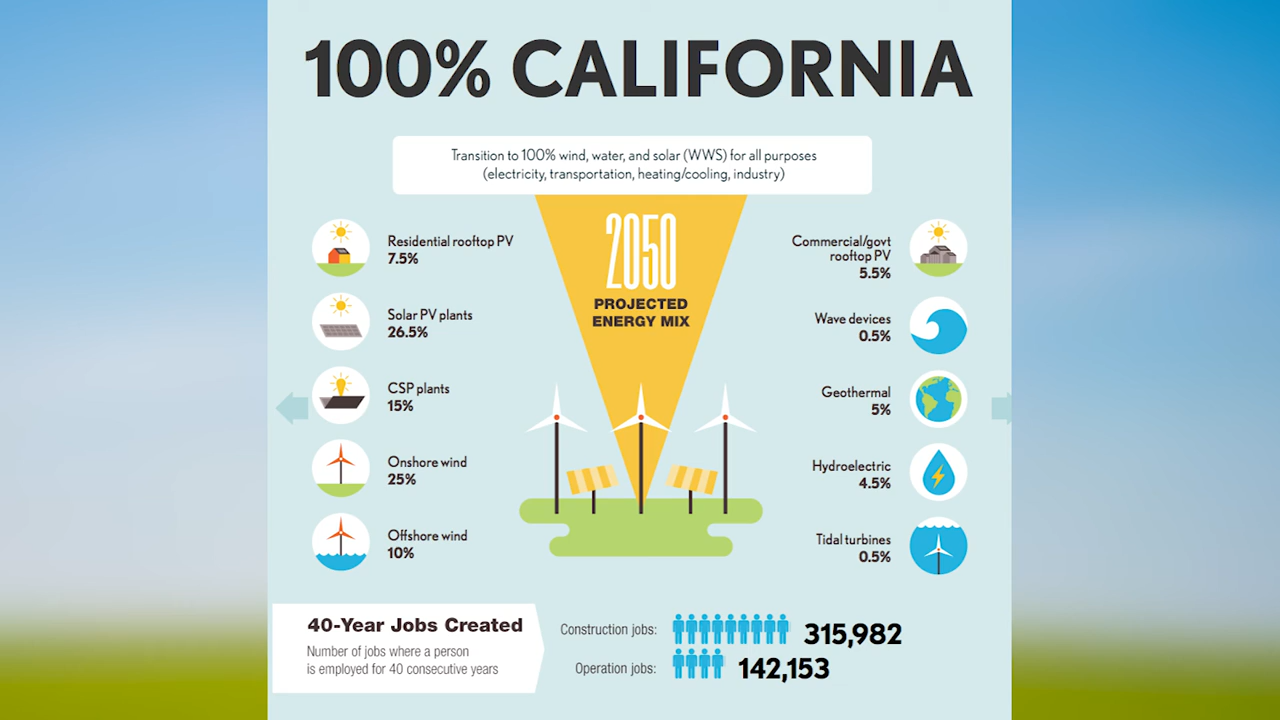 100% CALIFORNIA
Transition to 100% wind, water, and solar (WWS) for all purposes
(electricity, transportation, heating/cooling, industry)
2050
PROJECTED
ENERGY MIX
Residential rooftop PV
7.5%
Solar PV plants
26.5%
CSP plants
15%
Onshore wind
25%
Offshore wind
10%
Commercial/govt
rooftop PV
5.5%
Wave devices
0.5%
Geothermal
5%
Hydroelectric
4.5%
Tidal turbines
0.5%
40-Year Jobs Created
Number of jobs where a person
is employed for 40 consecutive years
Construction jobs: 315,982
Operation jobs: 142,153